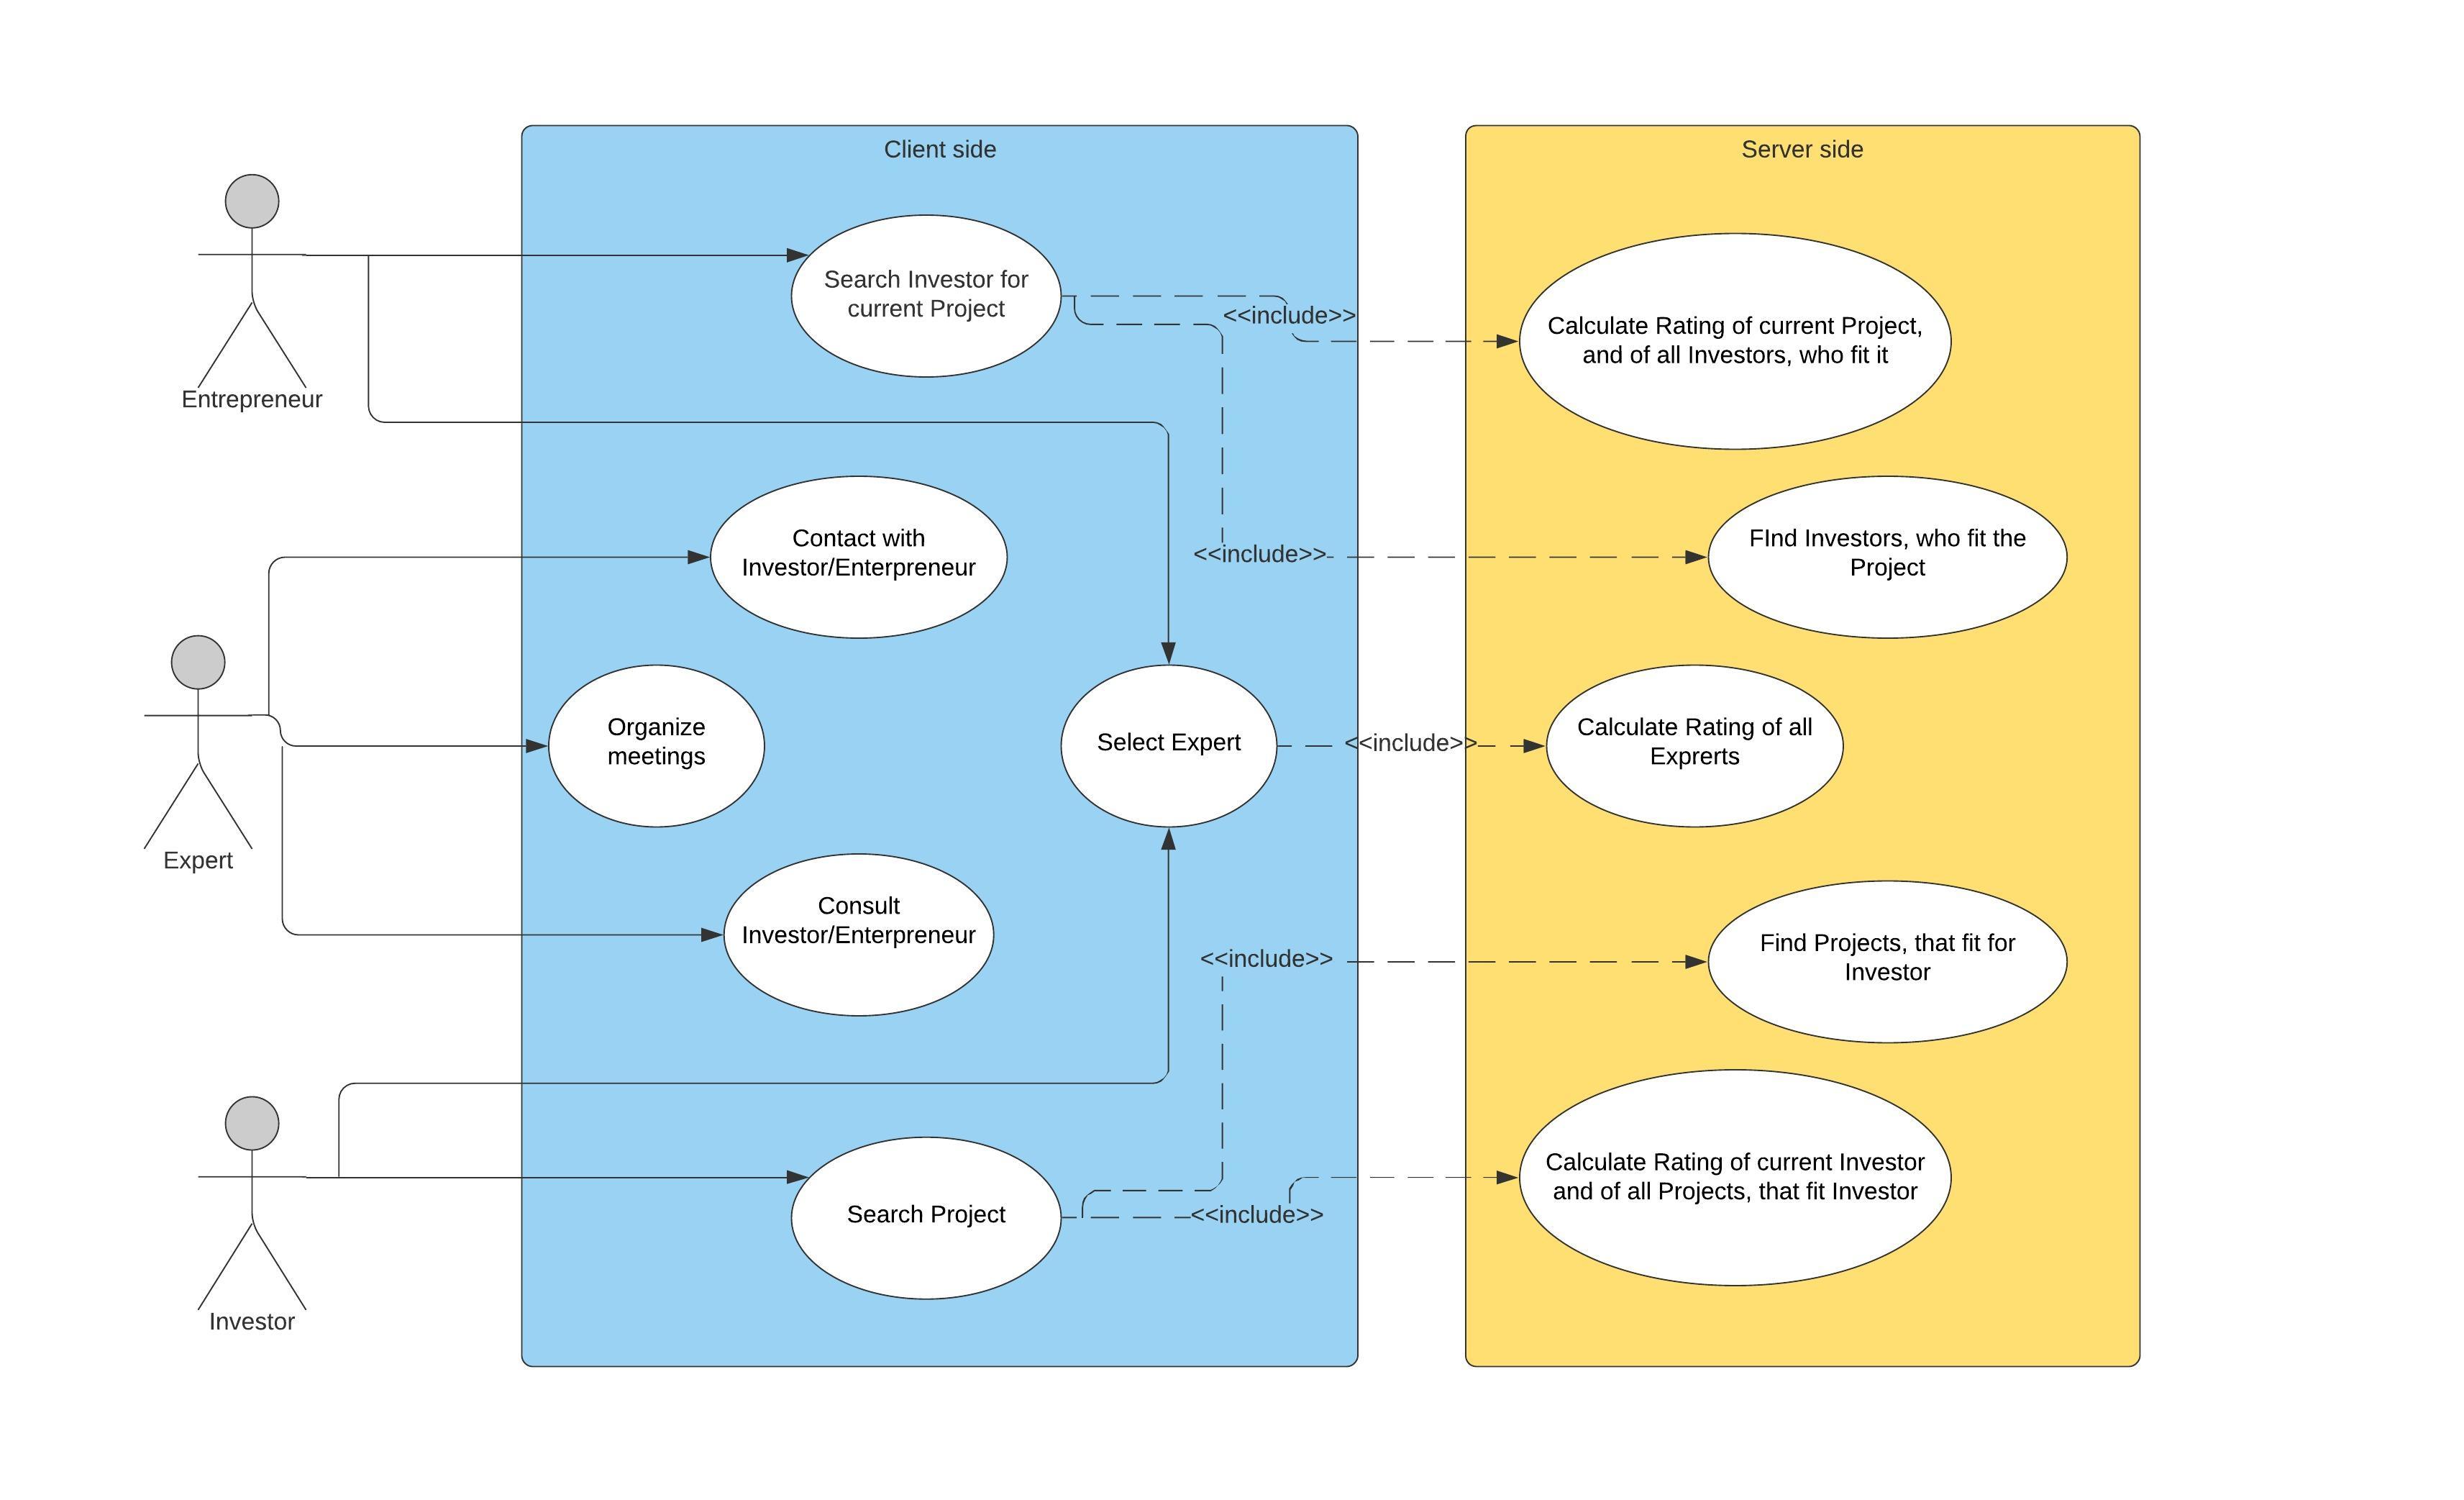 Client side
Server side
Entrepreneur
Search Investor for
current Project
<<include>>
Calculate Rating of current Project,
and of all Investors, who fit it
Contact with
Investor/Enterpreneur
<<include>>
FInd Investors, who fit the
Project
Expert
Organize
meetings
Select Expert
<<include>>
Calculate Rating of all
Exprerts
Consult
Investor/Enterpreneur
<<include>>
Find Projects, that fit for
Investor
Investor
Search Project
<<include>>
Calculate Rating of current Investor
and of all Projects, that fit Investor